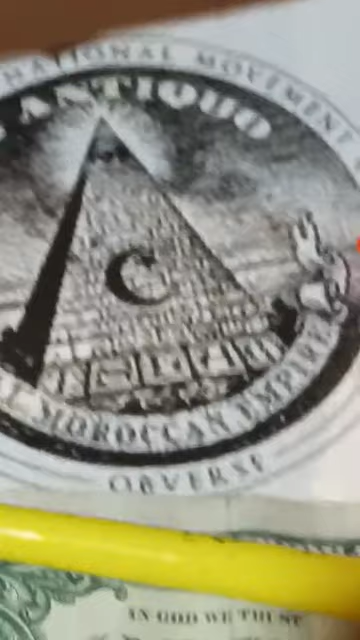 NATIONAL MOVEMENT
ANTIQUO
C
MOROCCAN EMPIRE
OBVERSE
IN GOD WE TRUST